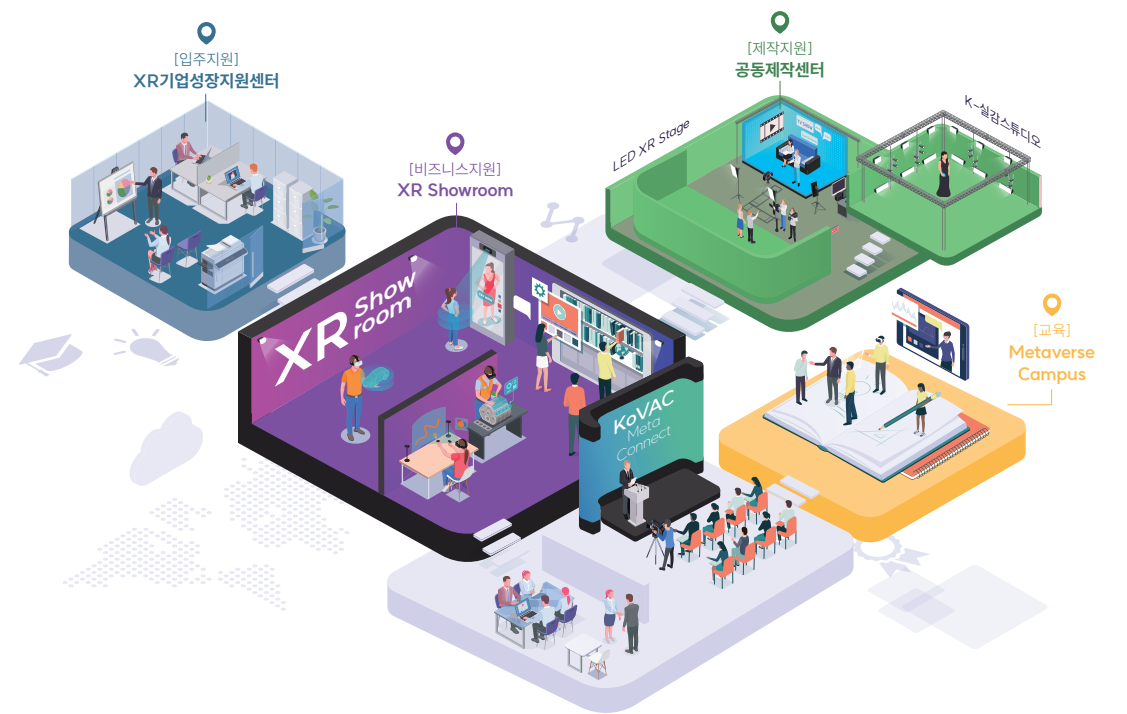 [입주지원]
XR기업성장지원센터
[비즈니스지원]
XR Showroom
[제작지원]
공동제작센터
LED XR Stage
K-실감스튜디오
XR Show
room
[교육]
Metaverse
Campus
KoVAC
Meta
Connect